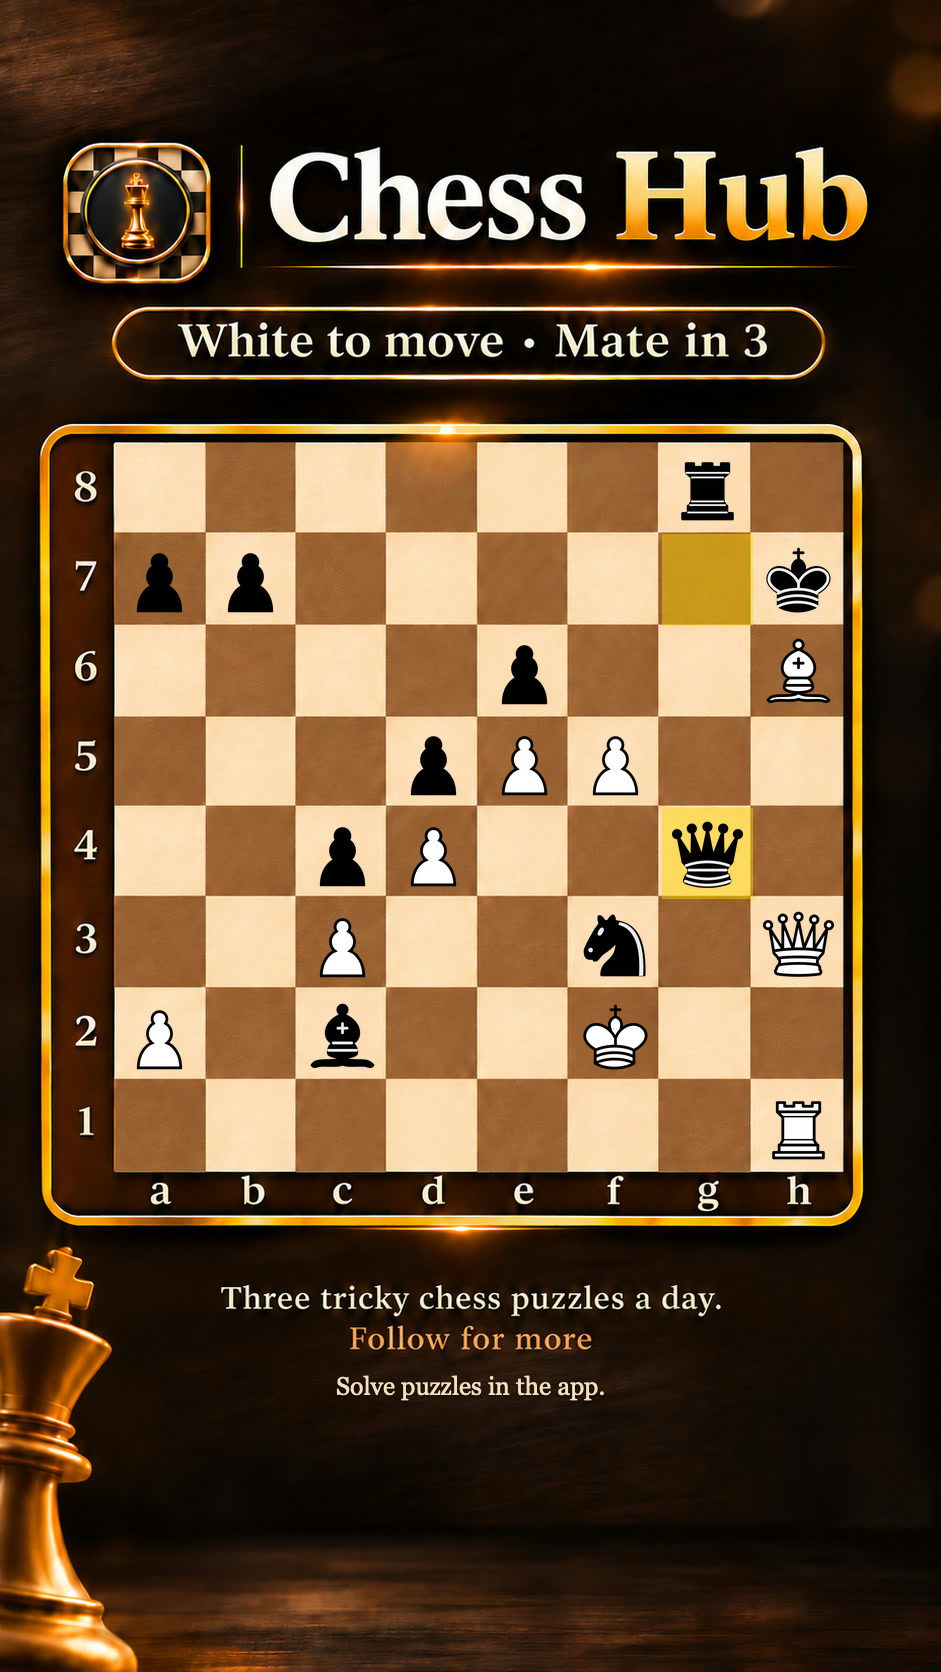 Chess Hub
White to move • Mate in 3
8
7
6
5
4
3
2
1
a b c d e f g h
Three tricky chess puzzles a day.
Follow for more
Solve puzzles in the app.